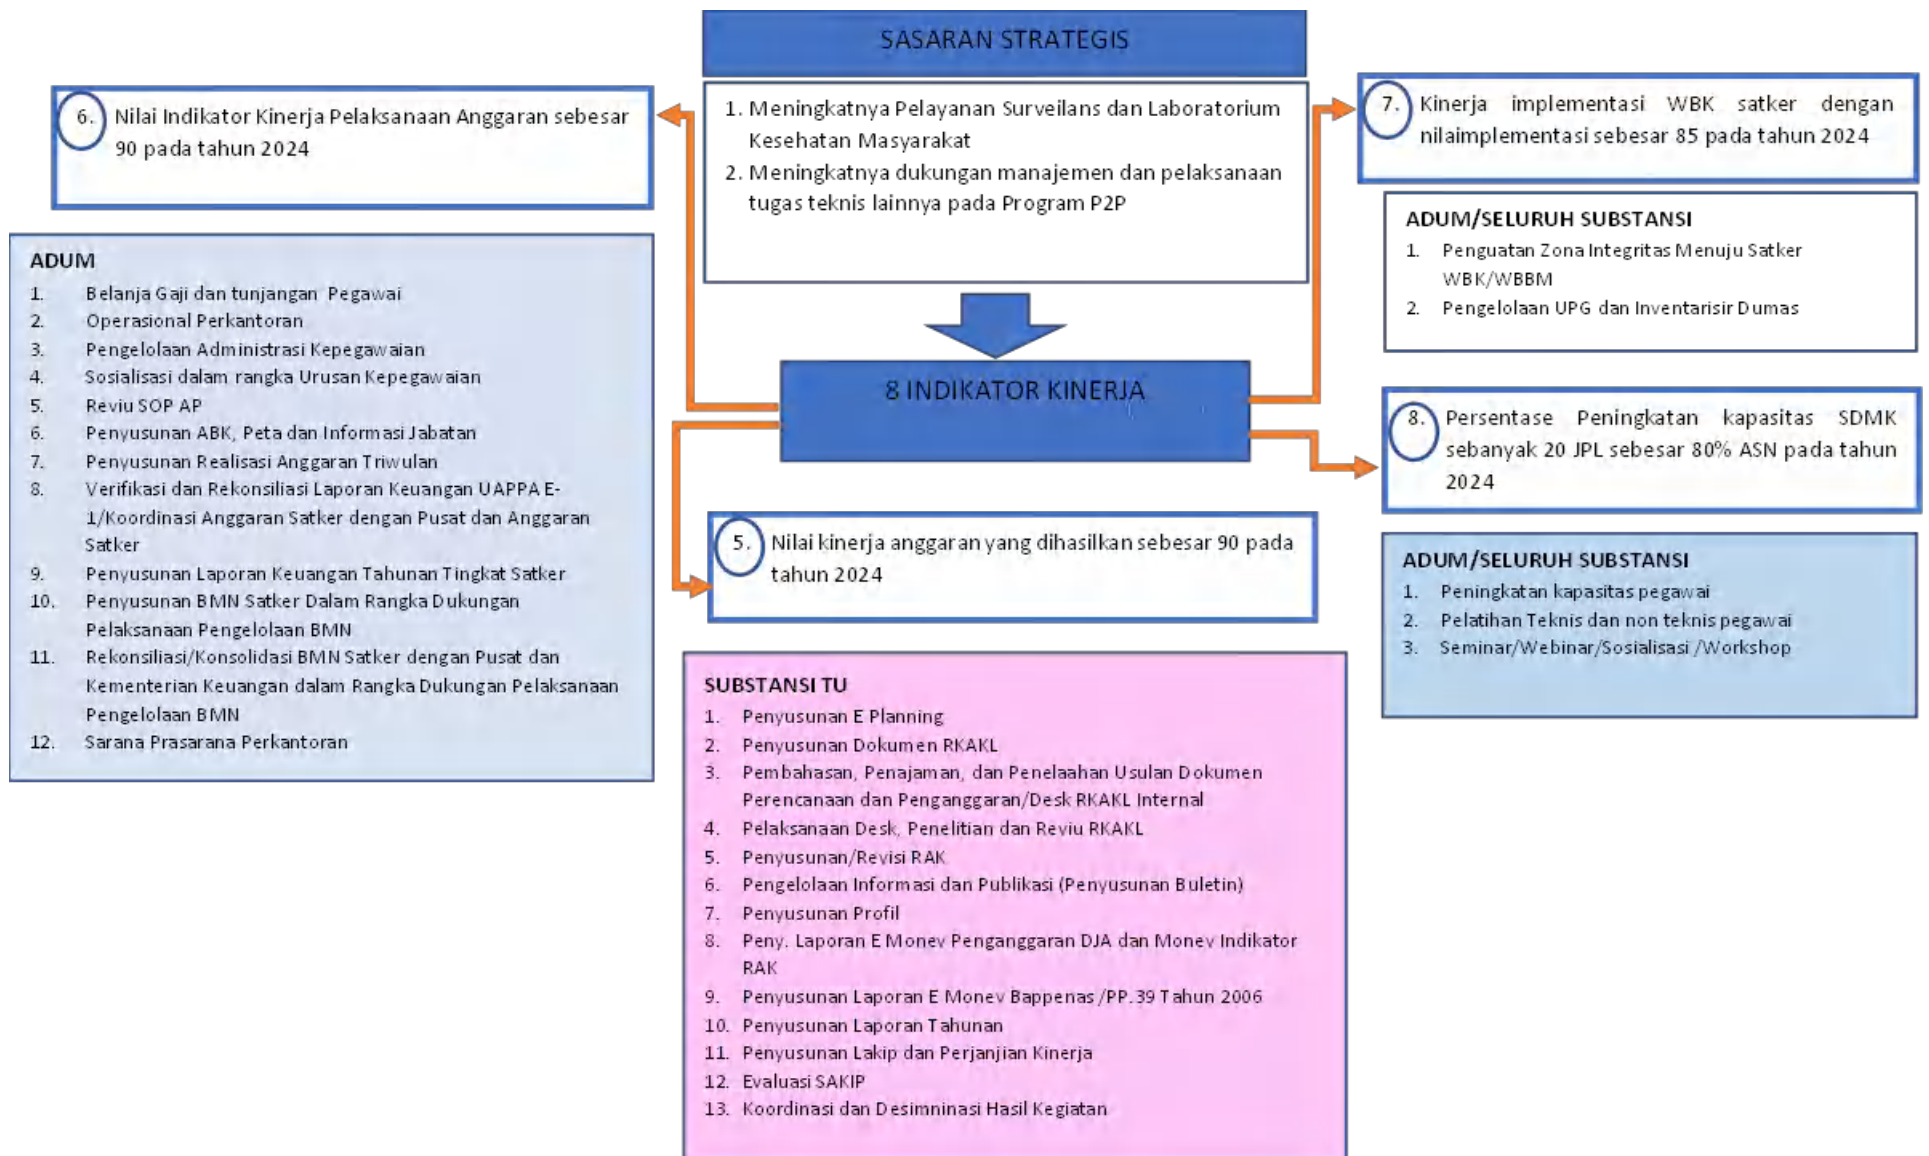 SASARAN STRATEGIS
1. Meningkatnya Pelayanan Surveilans dan Laboratorium
Kesehatan Masyarakat
2. Meningkatnya dukungan manajemen dan pelaksanaan
tugas teknis lainnya pada Program P2P
8 INDIKATOR KINERJA
6. Nilai Indikator Kinerja Pelaksanaan Anggaran sebesar
90 pada tahun 2024
ADUM
1. Belanja Gaji dan tunjangan Pegawai
2. Operasional Perkantoran
3. Pengelolaan Administrasi Kepegawaian
4. Sosialisasi dalam rangka Urusan Kepegawaian
5. Reviu SOP AP
6. Penyusunan ABK, Peta dan Informasi Jabatan
7. Penyusunan Realisasi Anggaran Triwulan
8. Verifikasi dan Rekonsiliasi Laporan Keuangan UAPPA E-
1/Koordinasi Anggaran Satker dengan Pusat dan Anggaran
Satker
9. Penyusunan Laporan Keuangan Tahunan Tingkat Satker
10. Penyusunan BMN Satker Dalam Rangka Dukungan
Pelaksanaan Pengelolaan BMN
11. Rekonsiliasi/Konsolidasi BMN Satker dengan Pusat dan
Kementerian Keuangan dalam Rangka Dukungan Pelaksanaan
Pengelolaan BMN
12. Sarana Prasarana Perkantoran
5. Nilai kinerja anggaran yang dihasilkan sebesar 90 pada
tahun 2024
SUBSTANSI TU
1. Penyusunan E Planning
2. Penyusunan Dokumen RKAKL
3. Pembahasan, Penajaman, dan Penelaahan Usulan Dokumen
Perencanaan dan Penganggaran/Desk RKAKL Internal
4. Pelaksanaan Desk, Penelitian dan Reviu RKAKL
5. Penyusunan/Revisi RAK
6. Pengelolaan Informasi dan Publikasi (Penyusunan Buletin)
7. Penyusunan Profil
8. Peny. Laporan E Monev Penganggaran DJA dan Monev Indikator
RAK
9. Penyusunan Laporan E Monev Bappenas /PP.39 Tahun 2006
10. Penyusunan Laporan Tahunan
11. Penyusunan Lakip dan Perjanjian Kinerja
12. Evaluasi SAKIP
13. Koordinasi dan Desimninasi Hasil Kegiatan
7. Kinerja implementasi WBK satker dengan
nilaimplementasi sebesar 85 pada tahun 2024
ADUM/SELURUH SUBSTANSI
1. Penguatan Zona Integritas Menuju Satker
WBK/WBBM
2. Pengelolaan UPG dan Inventarisir Dumas
8. Persentase Peningkatan kapasitas SDMK
sebanyak 20 JPL sebesar 80% ASN pada tahun
2024
ADUM/SELURUH SUBSTANSI
1. Peningkatan kapasitas pegawai
2. Pelatihan Teknis dan non teknis pegawai
3. Seminar/Webinar/Sosialisasi /Workshop